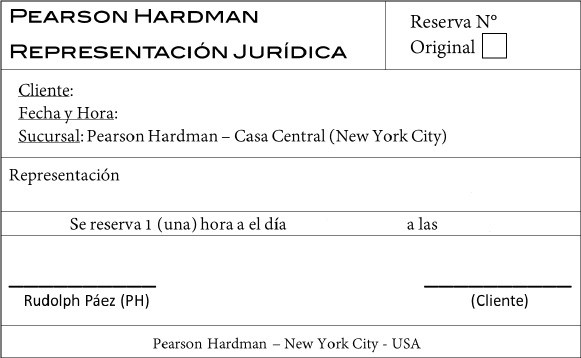 PEARSON HARDMAN
REPRESENTACIÓN JURÍDICA
Reserva Nº
Original
Cliente:
Fecha y Hora:
Sucursal: Pearson Hardman – Casa Central (New York City)
Representación
Se reserva 1 (una) hora a el día a las
Rudolph Páez (PH)
(Cliente)
Pearson Hardman – New York City - USA